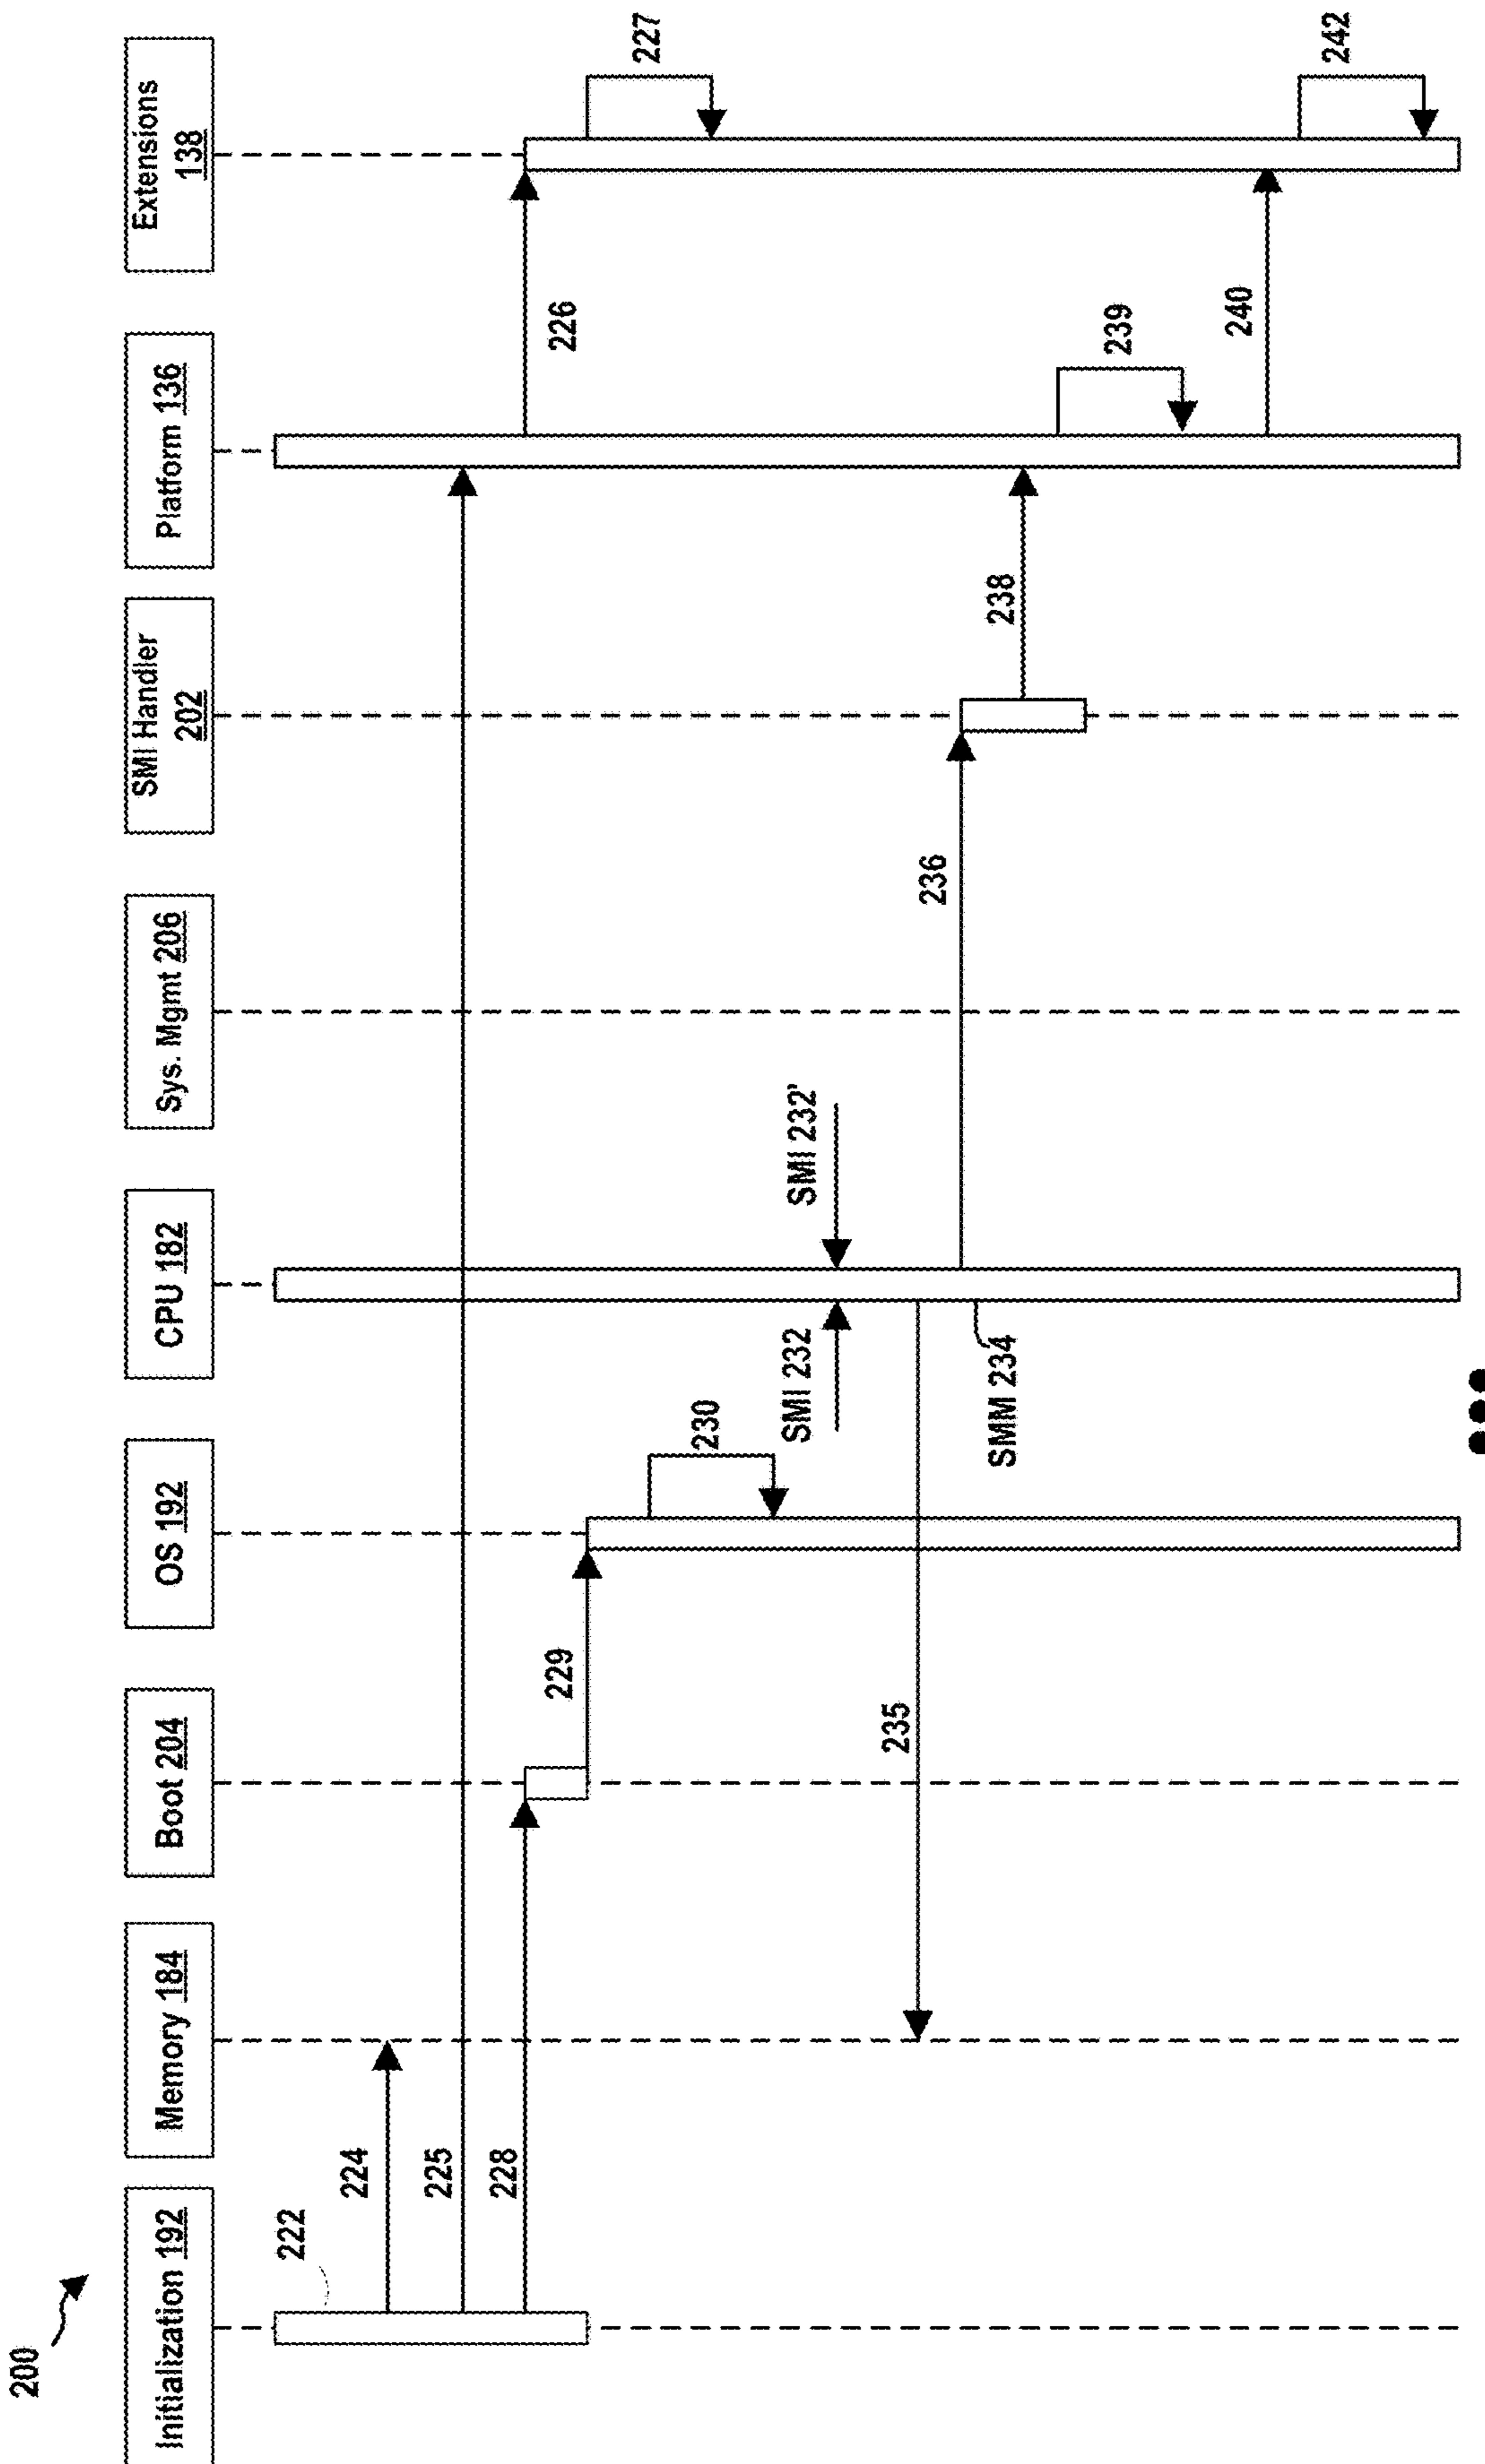 200
Initialization 192
Memory 184
Boot 204
OS 192
CPU 182
Sys. Mgmt 206
SMI Handler
202
Platform 136
Extensions
138
222
224
225
226
227
228
229
230
SMI 232
SMI 232'
SMM 234
235
236
238
239
240
242